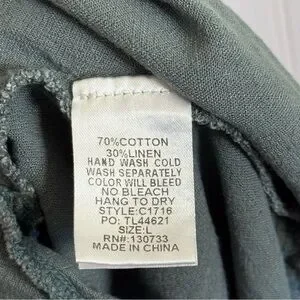 70%COTTON
30%LINEN
HAND WASH COLD
WASH SEPARATELY
COLOR WILL BLEED
NO BLEACH
HANG TO DRY
STYLE:C1716
PO: TL44621
SIZE:L
RN#:130733
MADE IN CHINA